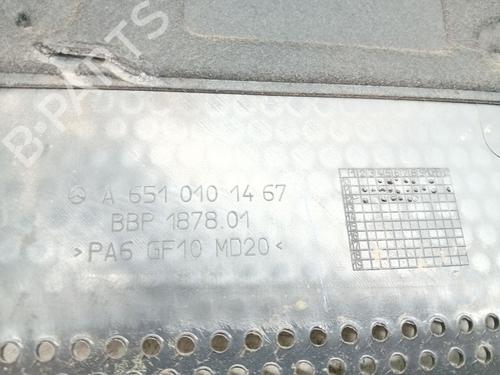 B-PARTS
A 651 010 14 67
BBP 1878.01
>PA6 GF10 MD20<